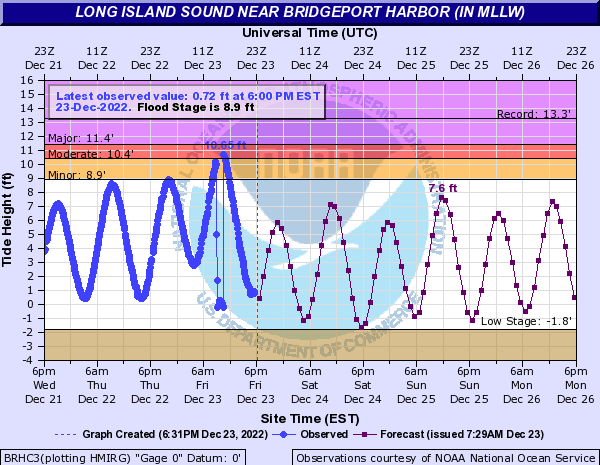 LONG ISLAND SOUND NEAR BRIDGEPORT HARBOR (IN MLLW)
Universal Time (UTC)
23Z 11Z 23Z 11Z 23Z 11Z 23Z 11Z 23Z 11Z 23Z
Dec 21 Dec 22 Dec 22 Dec 23 Dec 23 Dec 24 Dec 24 Dec 25 Dec 25 Dec 26 Dec 26
Tide Height (ft)
16
15
14
13
12
11
10
9
8
7
6
5
4
3
2
1
0
-1
-2
-3
-4
Latest observed value: 0.72 ft at 6:00 PM EST
23-Dec-2022. Flood Stage is 8.9 ft
Record: 13.3'
Major: 11.4'
10.65 ft
Moderate: 10.4'
Minor: 8.9'
7.6 ft
Low Stage: -1.8'
NATIONAL OCEANIC AND ATMOSPHERIC ADMINISTRATION
NOAA
U.S. DEPARTMENT OF COMMERCE
6pm 6am 6pm 6am 6pm 6am 6pm 6am 6pm 6am 6pm
Wed Thu Thu Fri Fri Sat Sat Sun Sun Mon Mon
Dec 21 Dec 22 Dec 22 Dec 23 Dec 23 Dec 24 Dec 24 Dec 25 Dec 25 Dec 26 Dec 26
Site Time (EST)
Graph Created (6:31PM Dec 23, 2022) Observed Forecast (issued 7:29AM Dec 23)
BRHC3(plotting HMIRG) "Gage 0" Datum: 0' Observations courtesy of NOAA National Ocean Service